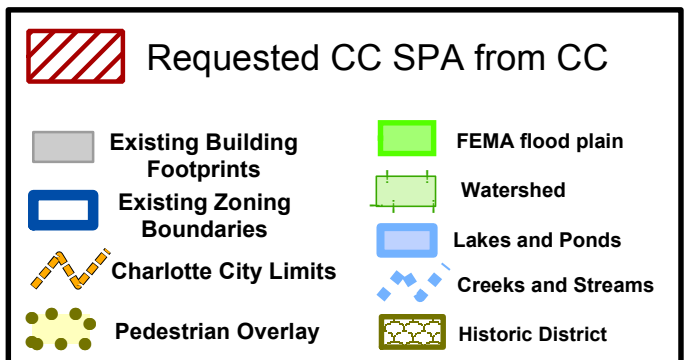 Requested CC SPA from CC
Existing Building
Footprints
Existing Zoning
Boundaries
Charlotte City Limits
Pedestrian Overlay
FEMA flood plain
Watershed
Lakes and Ponds
Creeks and Streams
Historic District